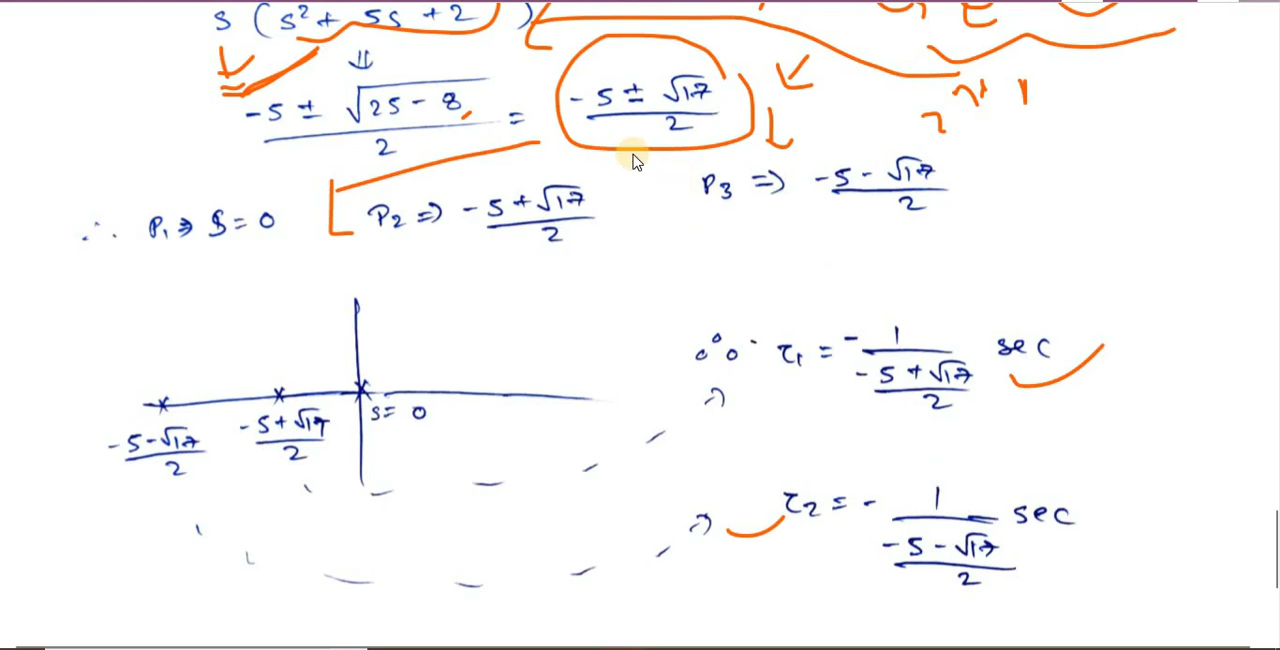 s (s² + 5s + 2)
⇓
(-5 ± √(25 - 8))/2 = (-5 ± √17)/2
∴ P₁ ⇒ s = 0 P₂ ⇒ (-5 + √17)/2 P₃ ⇒ (-5 - √17)/2
∴ τ₁ = - 1/((-5 + √17)/2) sec
(-5 - √17)/2 (-5 + √17)/2 s = 0
τ₂ = - 1/((-5 - √17)/2) sec